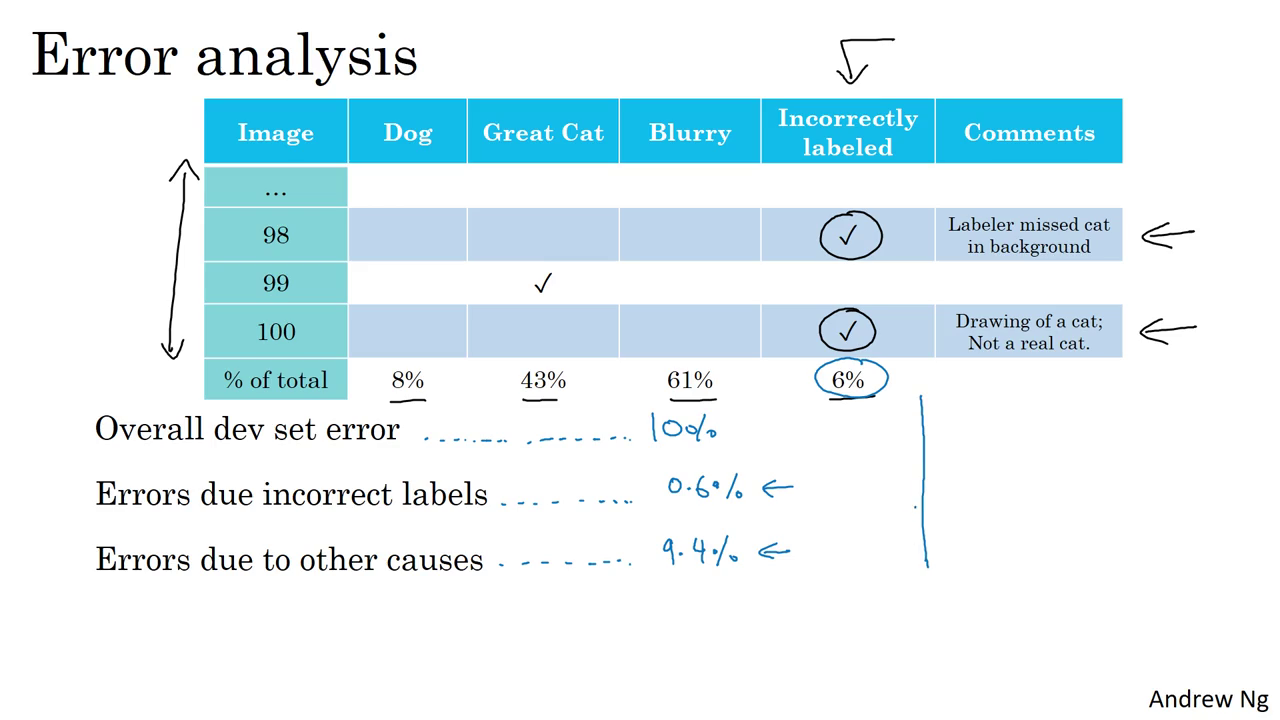 Error analysis
Image Dog Great Cat Blurry Incorrectly labeled Comments
...
98 ✓ Labeler missed cat in background
99 ✓
100 ✓ Drawing of a cat; Not a real cat.
% of total 8% 43% 61% 6%
Overall dev set error 10%
Errors due incorrect labels 0.6%
Errors due to other causes 9.4%
Andrew Ng